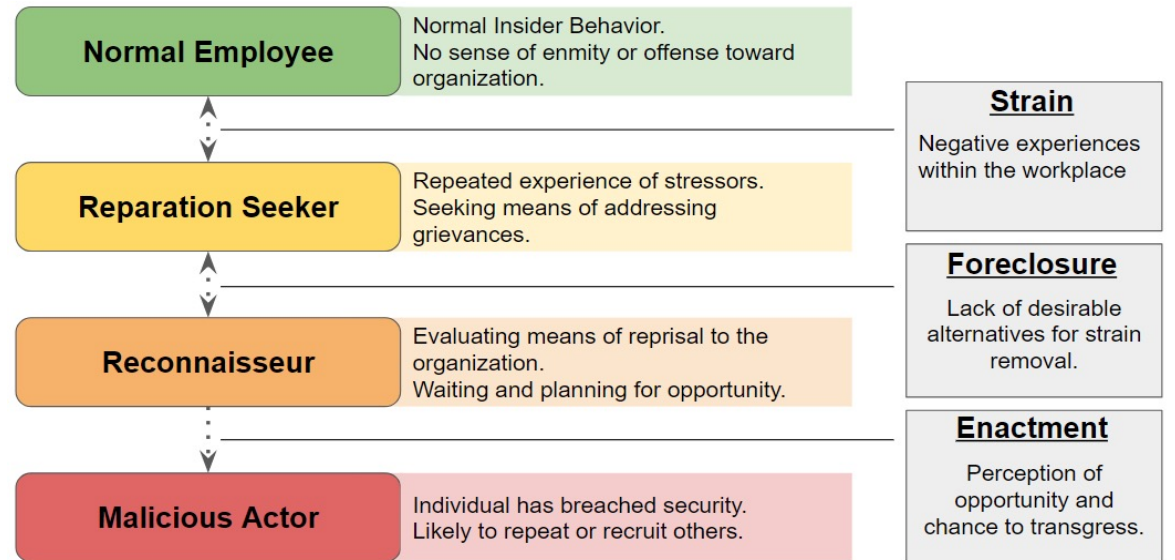 Normal Employee
Normal Insider Behavior.
No sense of enmity or offense toward
organization.
Strain
Negative experiences
within the workplace
Reparation Seeker
Repeated experience of stressors.
Seeking means of addressing
grievances.
Foreclosure
Lack of desirable
alternatives for strain
removal.
Reconnaisseur
Evaluating means of reprisal to the
organization.
Waiting and planning for opportunity.
Enactment
Perception of
opportunity and
chance to transgress.
Malicious Actor
Individual has breached security.
Likely to repeat or recruit others.